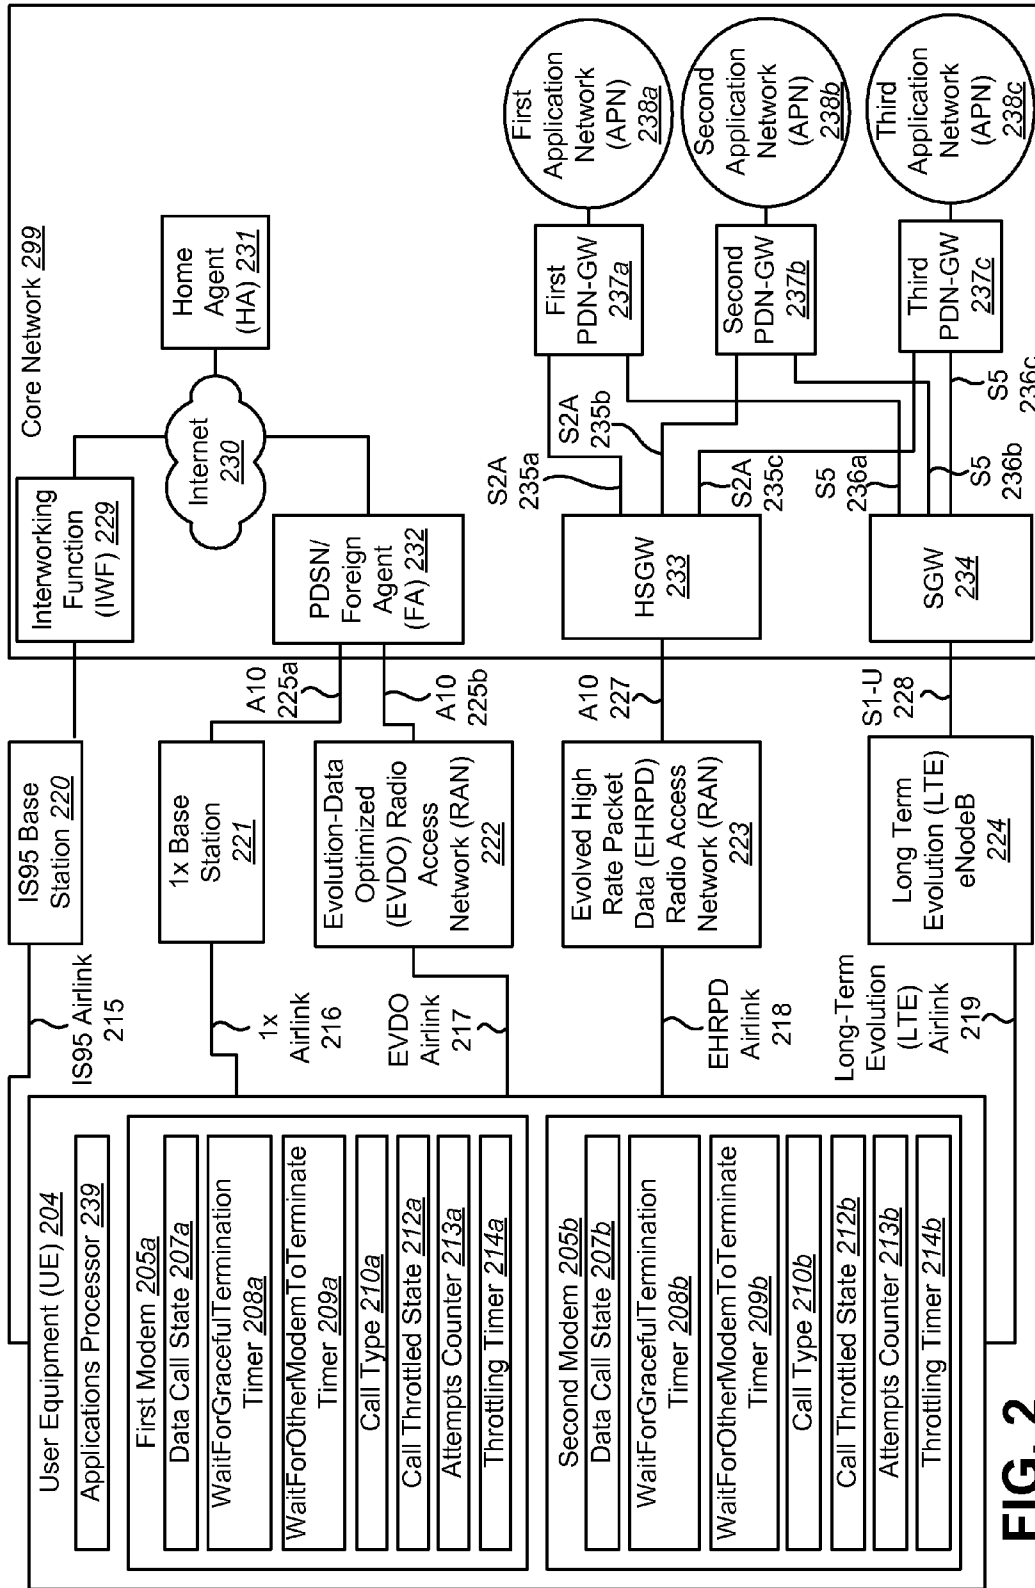 Core Network 299
User Equipment (UE) 204
Applications Processor 239
First Modem 205a
Data Call State 207a
WaitForGracefulTermination
Timer 208a
WaitForOtherModemToTerminate
Timer 209a
Call Type 210a
Call Throttled State 212a
Attempts Counter 213a
Throttling Timer 214a
Second Modem 205b
Data Call State 207b
WaitForGracefulTermination
Timer 208b
WaitForOtherModemToTerminate
Timer 209b
Call Type 210b
Call Throttled State 212b
Attempts Counter 213b
Throttling Timer 214b
IS95 Airlink
215
1x
Airlink
216
EVDO
Airlink
217
EHRPD
Airlink
218
Long-Term
Evolution
(LTE)
Airlink
219
IS95 Base
Station 220
1x Base
Station
221
Evolution-Data
Optimized
(EVDO) Radio
Access
Network (RAN)
222
Evolved High
Rate Packet
Data (EHRPD)
Radio Access
Network (RAN)
223
Long Term
Evolution (LTE)
eNodeB
224
A10
225a
A10
225b
A10
227
S1-U
228
Interworking
Function
(IWF) 229
Internet
230
Home
Agent
(HA) 231
PDSN/
Foreign
Agent
(FA) 232
HSGW
233
SGW
234
S2A
235a
S2A
235b
S2A
235c
S5
236a
S5
236b
S5
236c
First
PDN-GW
237a
Second
PDN-GW
237b
Third
PDN-GW
237c
First
Application
Network
(APN)
238a
Second
Application
Network
(APN)
238b
Third
Application
Network
(APN)
238c
FIG. 2